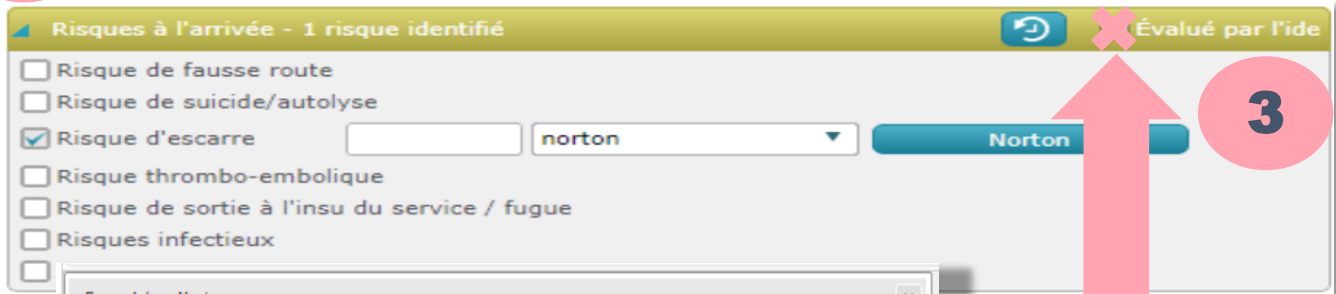 Risques à l'arrivée - 1 risque identifié Évalué par l'ide
Risque de fausse route
Risque de suicide/autolyse
3
Risque d'escarre norton Norton
Risque thrombo-embolique
Risque de sortie à l'insu du service / fugue
Risques infectieux